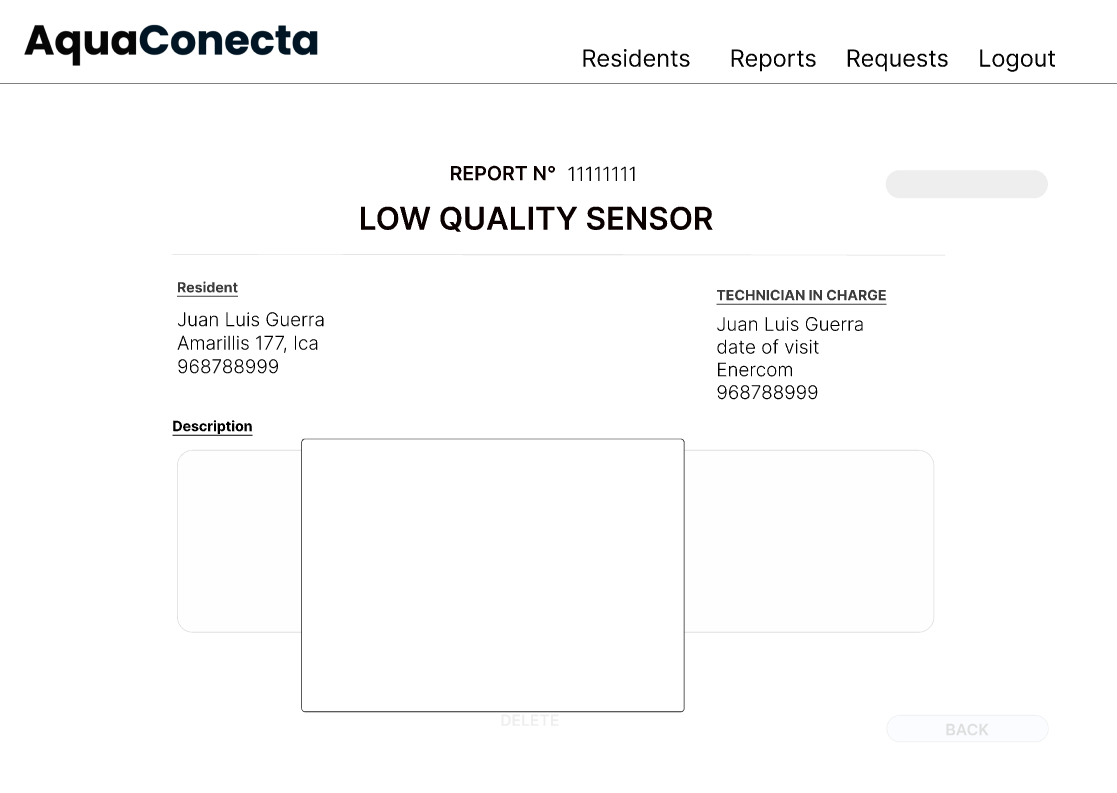 AquaConecta
Residents Reports Requests Logout
REPORT N° 11111111
LOW QUALITY SENSOR
Resident
Juan Luis Guerra
Amarillis 177, Ica
968788999
TECHNICIAN IN CHARGE
Juan Luis Guerra
date of visit
Enercom
968788999
Description
DELETE
BACK